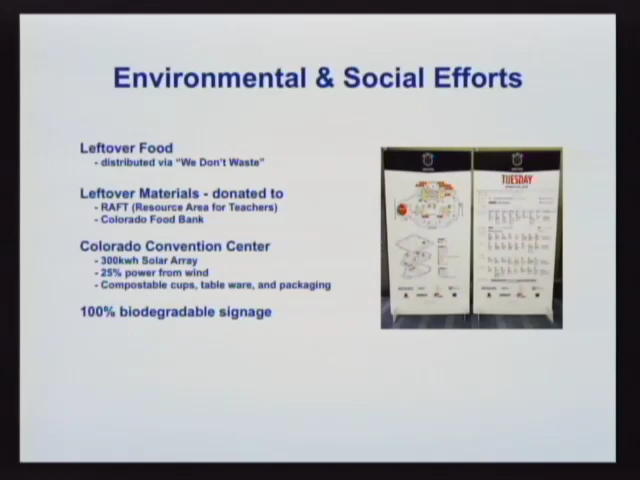 Environmental & Social Efforts
Leftover Food
- distributed via “We Don’t Waste”
Leftover Materials - donated to
- RAFT (Resource Area for Teachers)
- Colorado Food Bank
Colorado Convention Center
- 300kwh Solar Array
- 25% power from wind
- Compostable cups, table ware, and packaging
100% biodegradable signage
TUESDAY